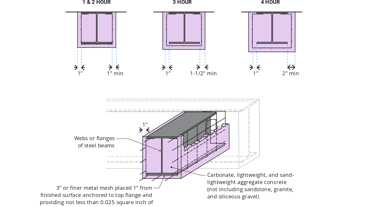 1 & 2 HOUR
3 HOUR
4 HOUR
1"
1" min
1"
1-1/2" min
1"
2" min
1"
Webs or flanges
of steel beams
3" or finer metal mesh placed 1" from
finished surface anchored to top flange and
providing not less than 0.025 square inch of
Carbonate, lightweight, and sand-
lightweight aggregate concrete
(not including sandstone, granite,
and siliceous gravel)